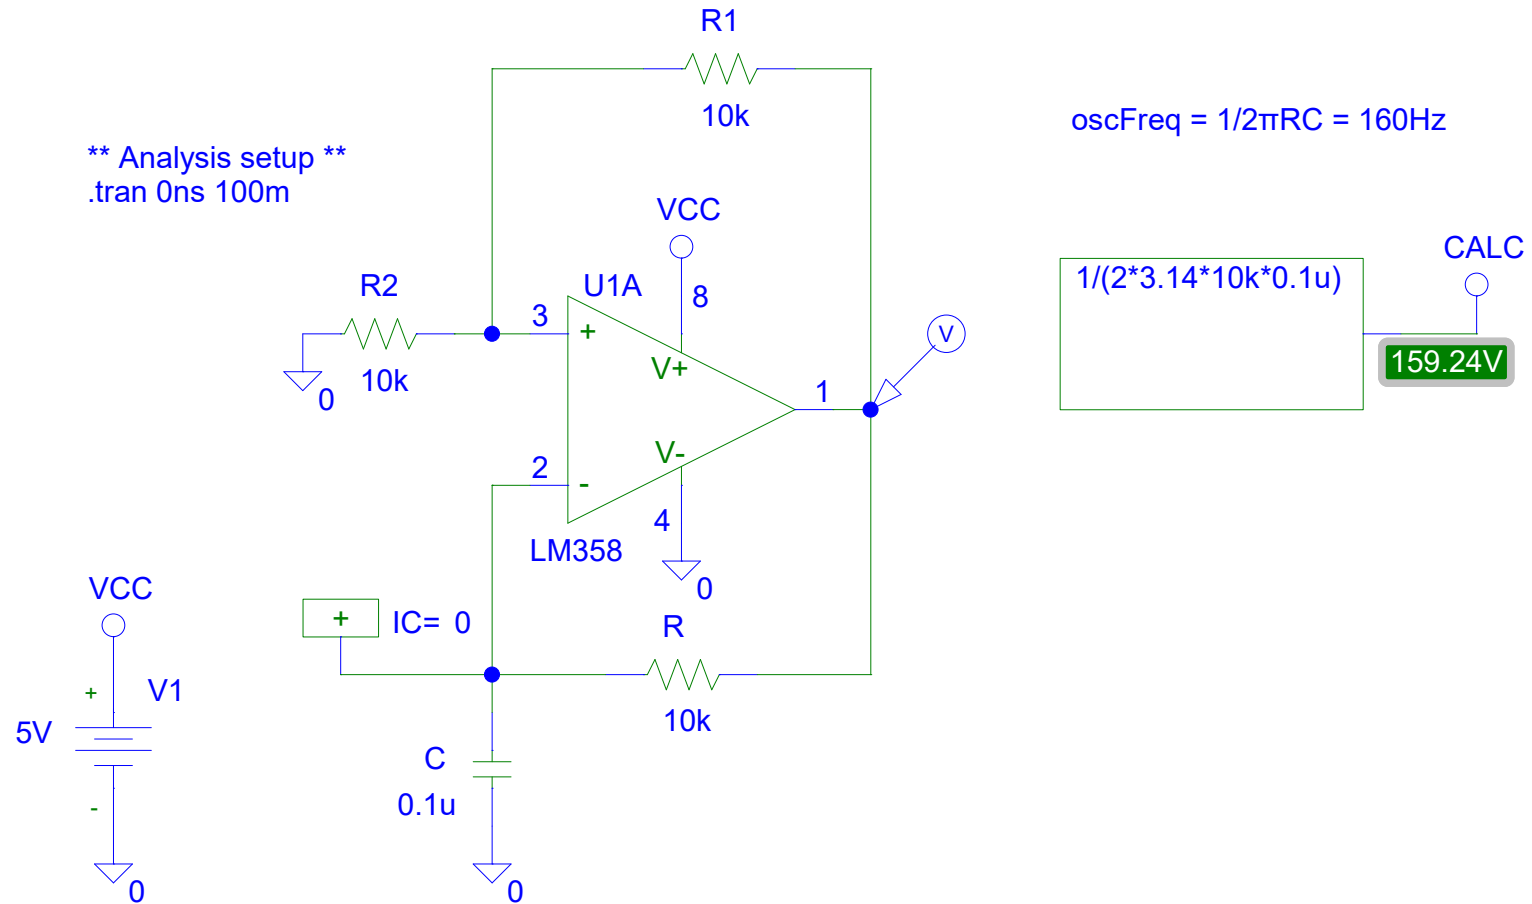 R1
10k
oscFreq = 1/2πRC = 160Hz
** Analysis setup **
.tran 0ns 100m
VCC
CALC
1/(2*3.14*10k*0.1u)
159.24V
R2
10k
0
U1A
8
3
+
V+
V
1
V-
2
-
4
LM358
0
VCC
+
IC= 0
R
10k
+
V1
5V
-
0
C
0.1u
0